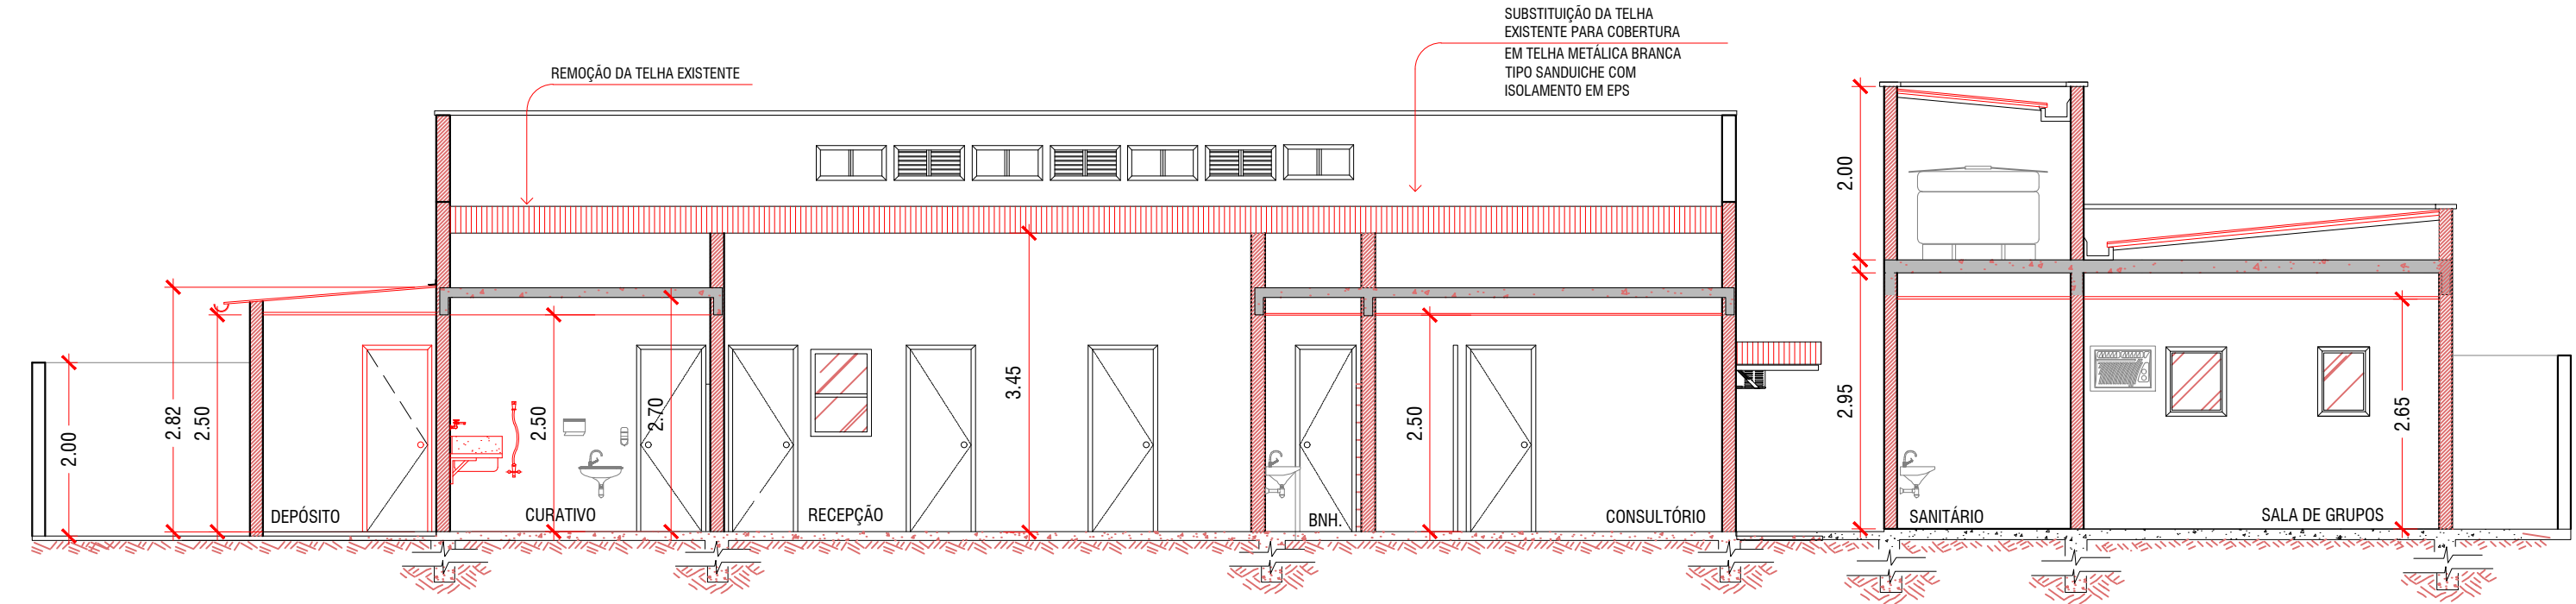 SUBSTITUIÇÃO DA TELHA
EXISTENTE PARA COBERTURA
EM TELHA METÁLICA BRANCA
TIPO SANDUICHE COM
ISOLAMENTO EM EPS
REMOÇÃO DA TELHA EXISTENTE
2.00
2.82
2.50
2.50
2.70
3.45
2.50
2.00
2.95
2.65
DEPÓSITO
CURATIVO
RECEPÇÃO
BNH.
CONSULTÓRIO
SANITÁRIO
SALA DE GRUPOS